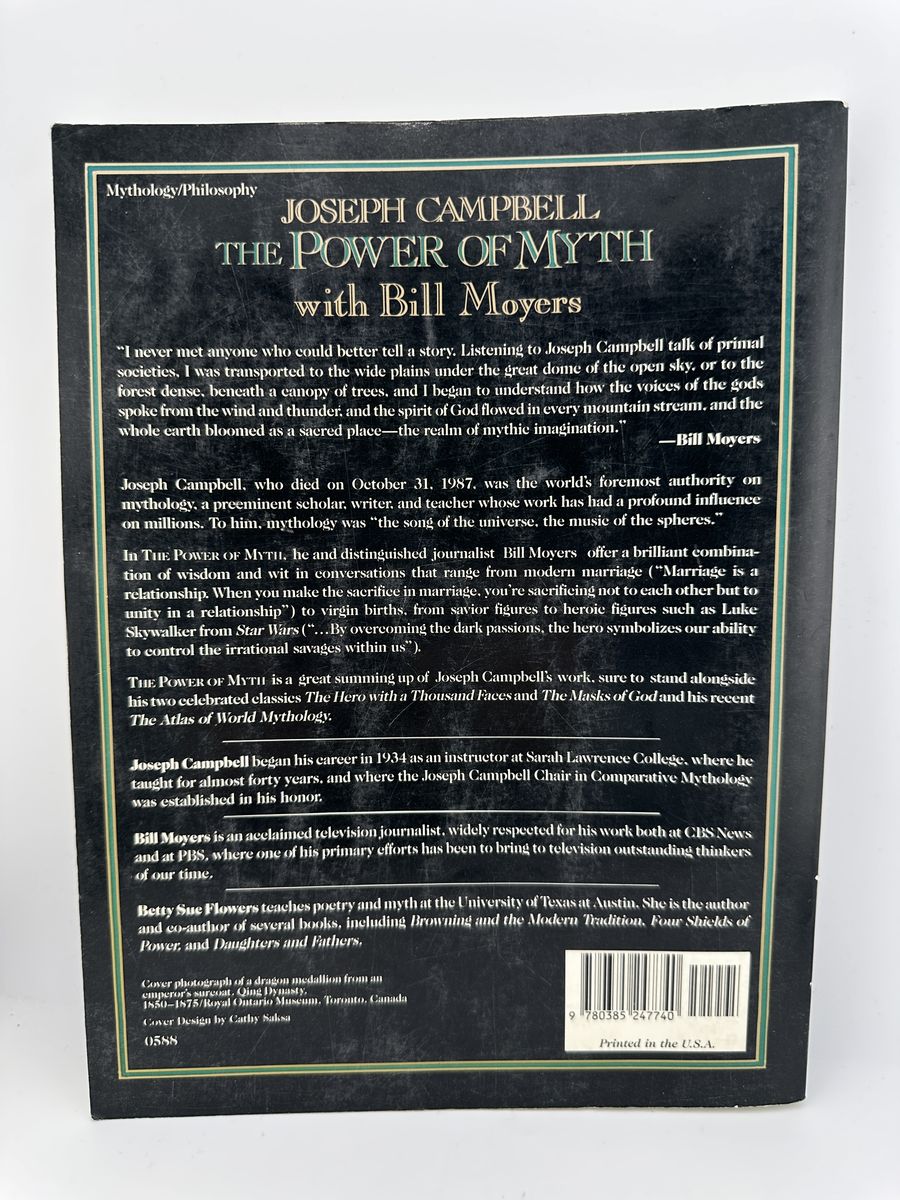 Mythology/Philosophy
JOSEPH CAMPBELL
THE POWER OF MYTH
with Bill Moyers
“I never met anyone who could better tell a story. Listening to Joseph Campbell talk of primal
societies, I was transported to the wide plains under the great dome of the open sky, or to the
forest dense, beneath a canopy of trees, and I began to understand how the voices of the gods
spoke from the wind and thunder, and the spirit of God flowed in every mountain stream, and the
whole earth bloomed as a sacred place—the realm of mythic imagination.”
—Bill Moyers
Joseph Campbell, who died on October 31, 1987, was the world's foremost authority on
mythology, a preeminent scholar, writer, and teacher whose work has had a profound influence
on millions. To him, mythology was “the song of the universe, the music of the spheres.”
In THE POWER OF MYTH, he and distinguished journalist Bill Moyers offer a brilliant combina-
tion of wisdom and wit in conversations that range from modern marriage (“Marriage is a
relationship. When you make the sacrifice in marriage, you're sacrificing not to each other but to
unity in a relationship”) to virgin births, from savior figures to heroic figures such as Luke
Skywalker from Star Wars (“...By overcoming the dark passions, the hero symbolizes our ability
to control the irrational savages within us”).
THE POWER OF MYTH is a great summing up of Joseph Campbell's work, sure to stand alongside
his two celebrated classics The Hero with a Thousand Faces and The Masks of God and his recent
The Atlas of World Mythology.
Joseph Campbell began his career in 1934 as an instructor at Sarah Lawrence College, where he
taught for almost forty years, and where the Joseph Campbell Chair in Comparative Mythology
was established in his honor.
Bill Moyers is an acclaimed television journalist, widely respected for his work both at CBS News
and at PBS, where one of his primary efforts has been to bring to television outstanding thinkers
of our time.
Betty Sue Flowers teaches poetry and myth at the University of Texas at Austin. She is the author
and co-author of several books, including Browning and the Modern Tradition, Four Shields of
Power, and Daughters and Fathers.
Cover photograph of a dragon medallion from an
emperor's surcoat, Qing Dynasty,
1850–1875/Royal Ontario Museum, Toronto, Canada
Cover Design by Cathy Saksa
0588
9 780385 247740
Printed in the U.S.A.